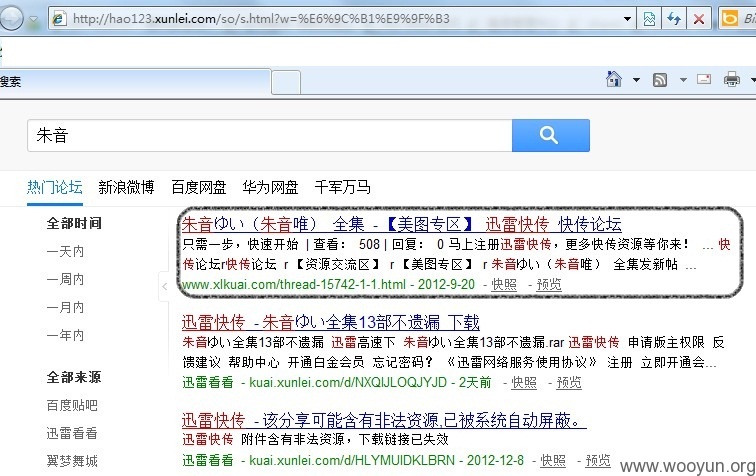 http://hao123.xunlei.com/so/s.html?w=%E6%9C%B1%E9%9F%B3
搜索
朱音
热门论坛 新浪微博 百度网盘 华为网盘 千军万马
全部时间
一天内
一周内
一月内
一年内
全部来源
百度贴吧
迅雷看看
翼梦舞城
朱音ゆい（朱音唯） 全集 -【美图专区】 迅雷快传 快传论坛
只需一步，快速开始 | 查看： 508 | 回复： 0 马上注册迅雷快传，更多快传资源等你来！ ... 快
传论坛r快传论坛 r【资源交流区】 r【美图专区】 r 朱音ゆい（朱音唯） 全集发新帖 ...
www.xlkuai.com/thread-15742-1-1.html - 2012-9-20 - 快照 - 预览
迅雷快传 - 朱音ゆい全集13部不遗漏 下载
朱音ゆい全集13部不遗漏 迅雷高速下 朱音ゆい全集13部不遗漏.rar 迅雷快传 申请版主权限 反
馈建议 帮助中心 开通白金会员 忘记密码？ 《迅雷网络服务使用协议》 注册 立即开通会...
迅雷看看 - kuai.xunlei.com/d/NXQIJLOQJYJD - 2天前 - 快照 - 预览
迅雷快传 - 该分享可能含有非法资源,已被系统自动屏蔽。
迅雷快传 附件含有非法资源，下载链接已失效
迅雷看看 - kuai.xunlei.com/d/HLYMUIDKLBRN - 2012-12-8 - 快照 - 预览
www.wooyun.org